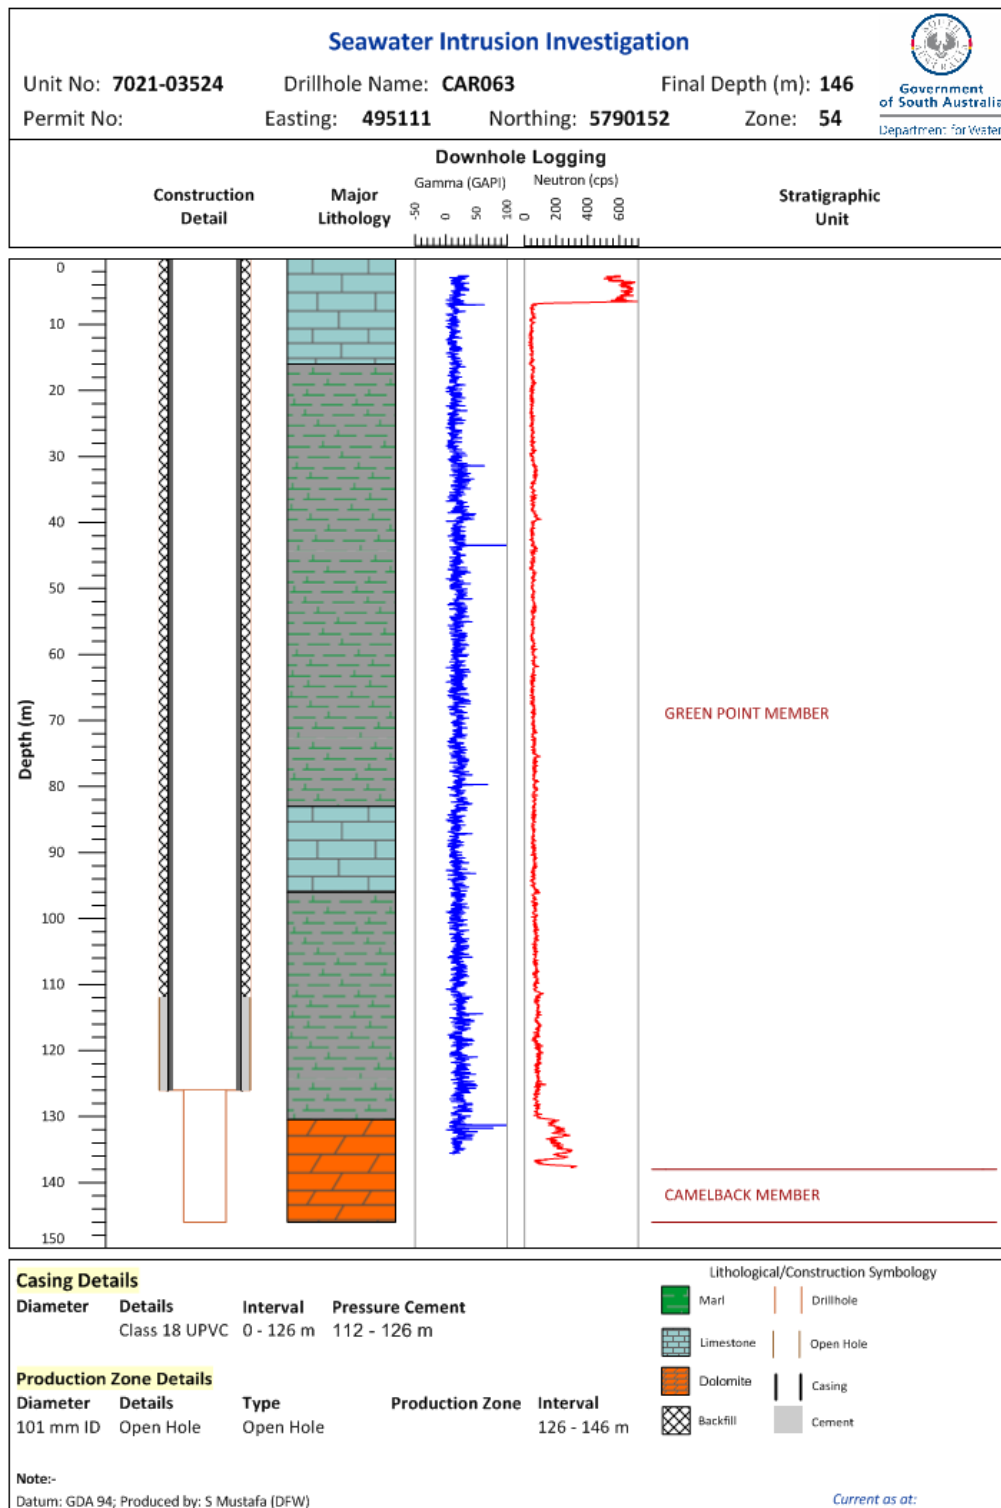 Seawater Intrusion Investigation
Unit No: 7021-03524 Drillhole Name: CAR063 Final Depth (m): 146
Permit No: Easting: 495111 Northing: 5790152 Zone: 54
Government
of South Australia
Department for Water
Downhole Logging
Construction Detail
Major Lithology
Gamma (GAPI)
-50 0 50 100
Neutron (cps)
0 200 400 600
Stratigraphic Unit
Depth (m)
0
10
20
30
40
50
60
70
80
90
100
110
120
130
140
150
GREEN POINT MEMBER
CAMELBACK MEMBER
Casing Details
Diameter Details Interval Pressure Cement
Class 18 UPVC 0 - 126 m 112 - 126 m
Production Zone Details
Diameter Details Type Production Zone Interval
101 mm ID Open Hole Open Hole 126 - 146 m
Lithological/Construction Symbology
Marl Drillhole
Limestone Open Hole
Dolomite Casing
Backfill Cement
Note:-
Datum: GDA 94; Produced by: S Mustafa (DFW)
Current as at: